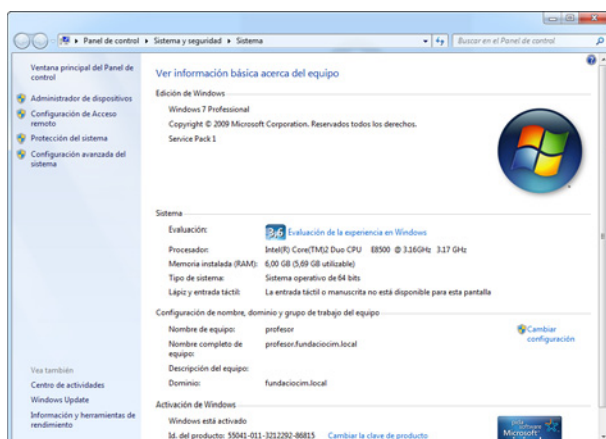 Panel de control ▸ Sistema y seguridad ▸ Sistema
Buscar en el Panel de control
Ventana principal del Panel de
control
Administrador de dispositivos
Configuración de Acceso
remoto
Protección del sistema
Configuración avanzada del
sistema
Vea también
Centro de actividades
Windows Update
Información y herramientas de
rendimiento
Ver información básica acerca del equipo
Edición de Windows
Windows 7 Professional
Copyright © 2009 Microsoft Corporation. Reservados todos los derechos.
Service Pack 1
Sistema
Evaluación: 3,6 Evaluación de la experiencia en Windows
Procesador: Intel(R) Core(TM)2 Duo CPU E8500 @ 3.16GHz 3.17 GHz
Memoria instalada (RAM): 6,00 GB (5,69 GB utilizable)
Tipo de sistema: Sistema operativo de 64 bits
Lápiz y entrada táctil: La entrada táctil o manuscrita no está disponible para esta pantalla
Configuración de nombre, dominio y grupo de trabajo del equipo
Nombre de equipo: profesor
Cambiar
configuración
Nombre completo de profesor.fundaciocim.local
equipo:
Descripción del equipo:
Dominio: fundaciocim.local
Activación de Windows
Windows está activado
Id. del producto: 55041-011-3212292-86815 Cambiar la clave de producto
pida
software
Microsoft